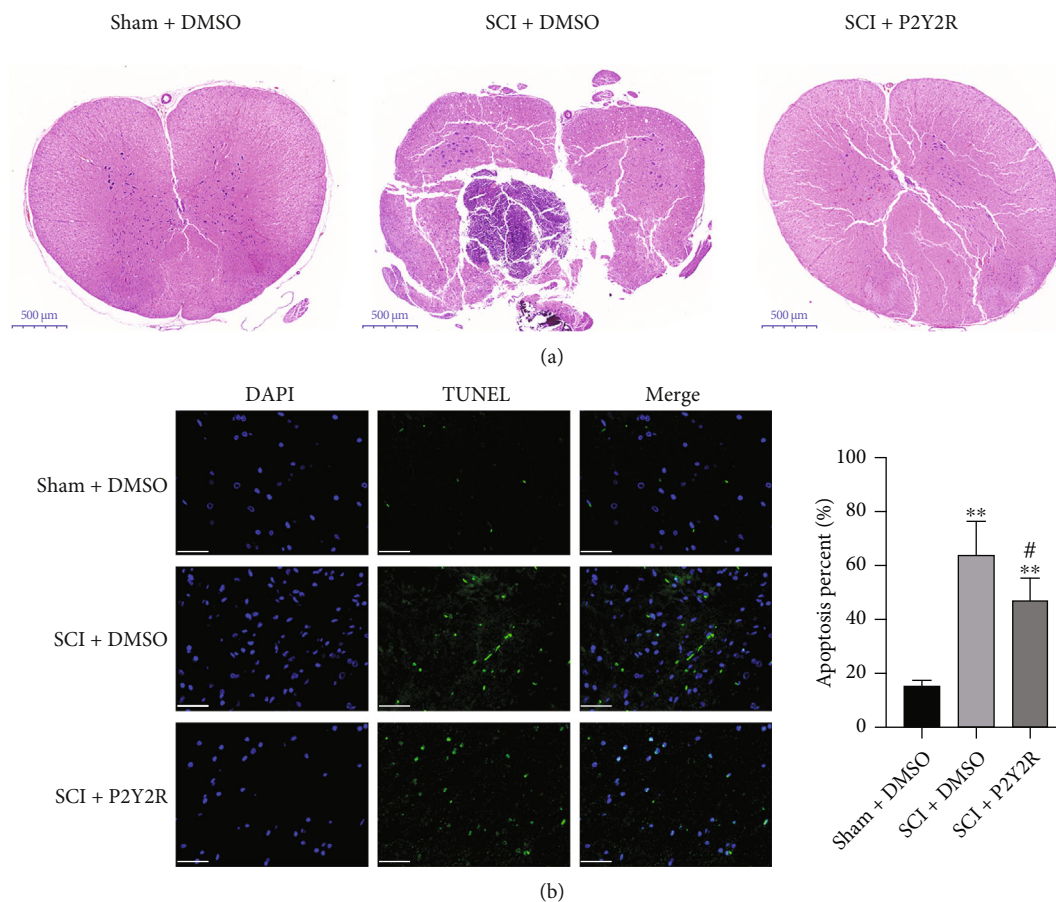 Sham + DMSO
SCI + DMSO
SCI + P2Y2R
500 μm
500 μm
500 μm
(a)
DAPI
TUNEL
Merge
Sham + DMSO
SCI + DMSO
SCI + P2Y2R
Apoptosis percent (%)
100
80
60
40
20
0
**
#
**
Sham + DMSO
SCI + DMSO
SCI + P2Y2R
(b)